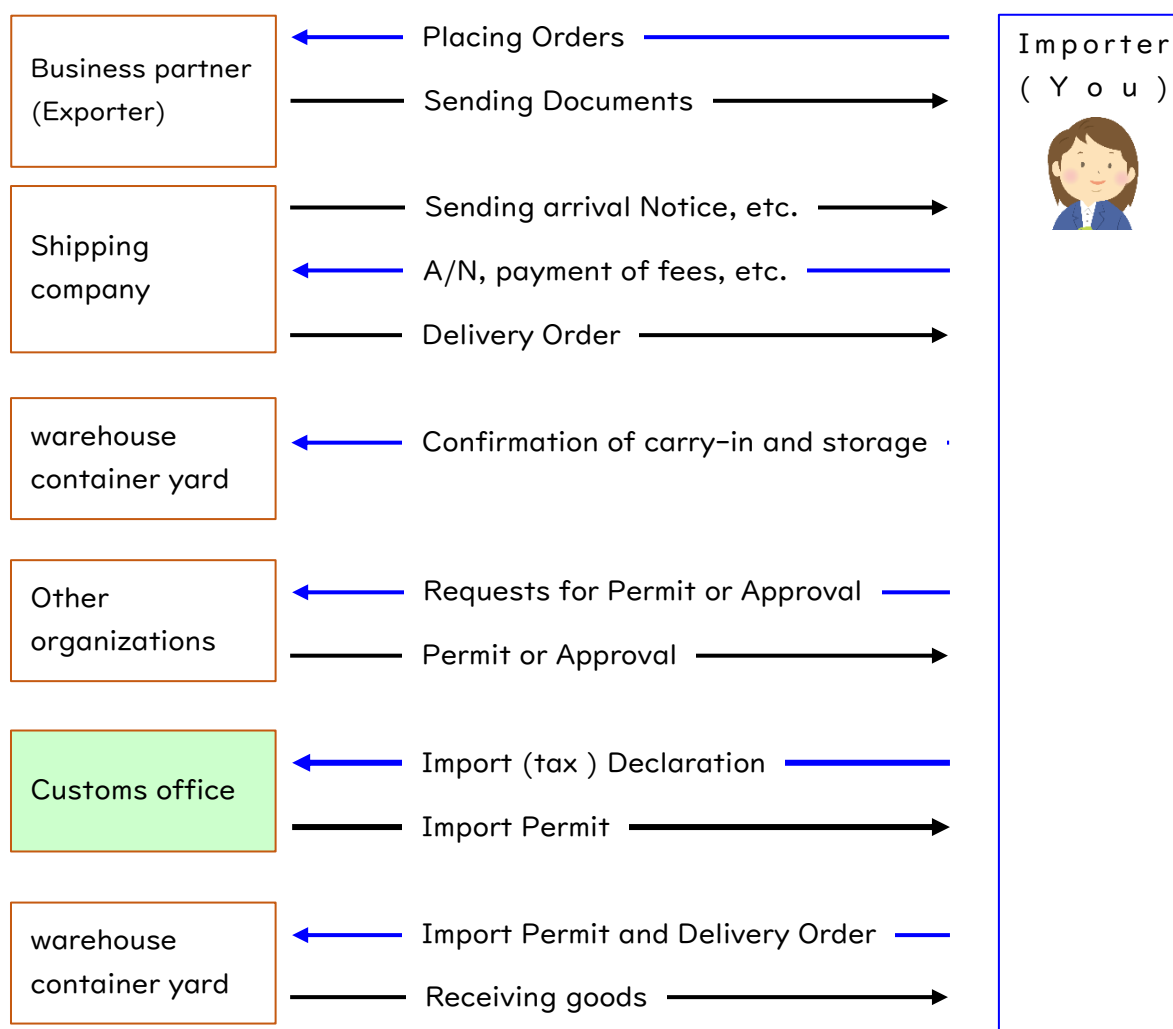 Placing Orders
Importer
(You)
Business partner
(Exporter)
Sending Documents
Sending arrival Notice, etc.
Shipping
company
A/N, payment of fees, etc.
Delivery Order
warehouse
container yard
Confirmation of carry-in and storage
Other
organizations
Requests for Permit or Approval
Permit or Approval
Customs office
Import (tax ) Declaration
Import Permit
warehouse
container yard
Import Permit and Delivery Order
Receiving goods